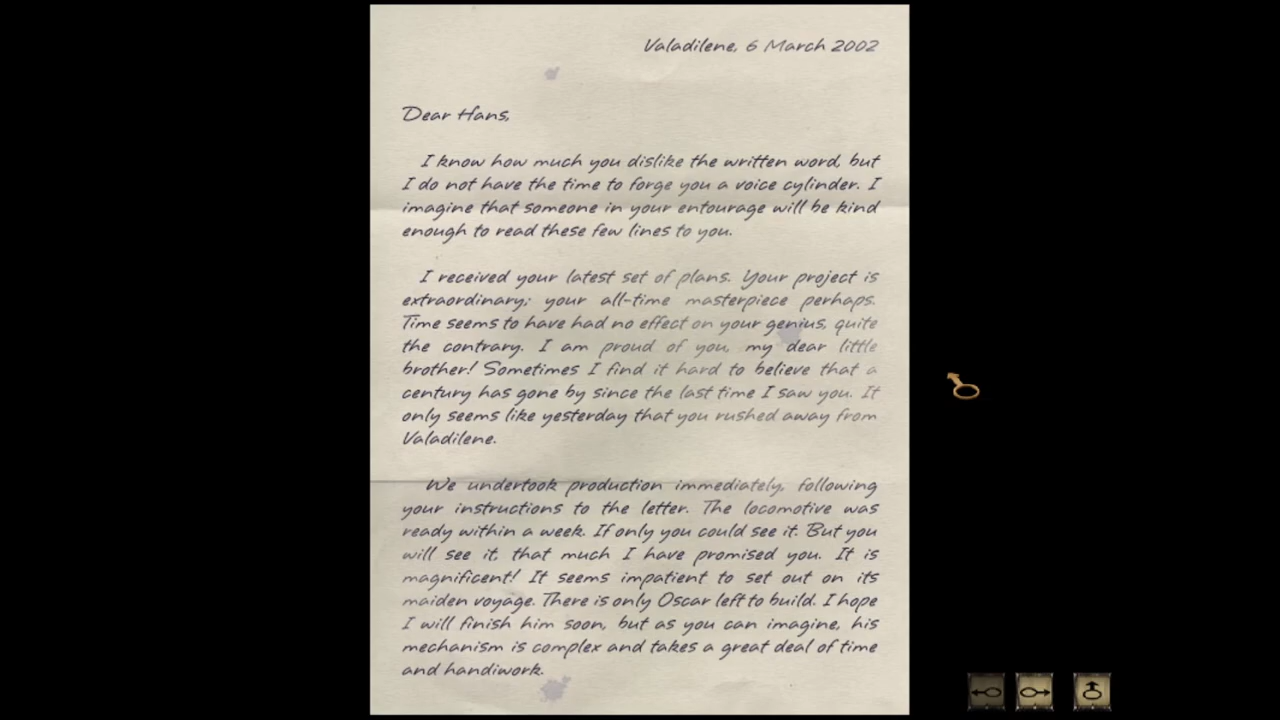 Valadilene, 6 March 2002
Dear Hans,
I know how much you dislike the written word, but
I do not have the time to forge you a voice cylinder. I
imagine that someone in your entourage will be kind
enough to read these few lines to you.
I received your latest set of plans. Your project is
extraordinary; your all-time masterpiece perhaps.
Time seems to have had no effect on your genius, quite
the contrary. I am proud of you, my dear little
brother! Sometimes I find it hard to believe that a
century has gone by since the last time I saw you. It
only seems like yesterday that you rushed away from
Valadilene.
We undertook production immediately, following
your instructions to the letter. The locomotive was
ready within a week. If only you could see it. But you
will see it, that much I have promised you. It is
magnificent! It seems impatient to set out on its
maiden voyage. There is only Oscar left to build. I hope
I will finish him soon, but as you can imagine, his
mechanism is complex and takes a great deal of time
and handiwork.